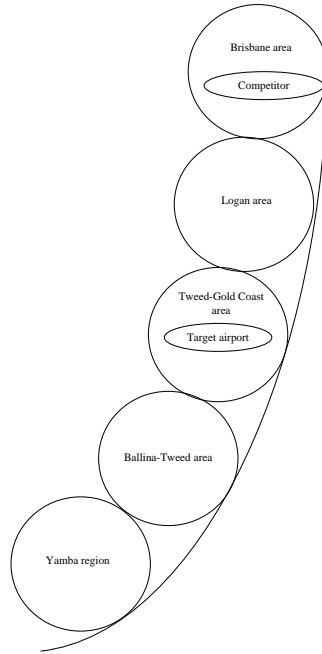 Brisbane area
Competitor
Logan area
Tweed-Gold Coast
area
Target airport
Ballina-Tweed area
Yamba region